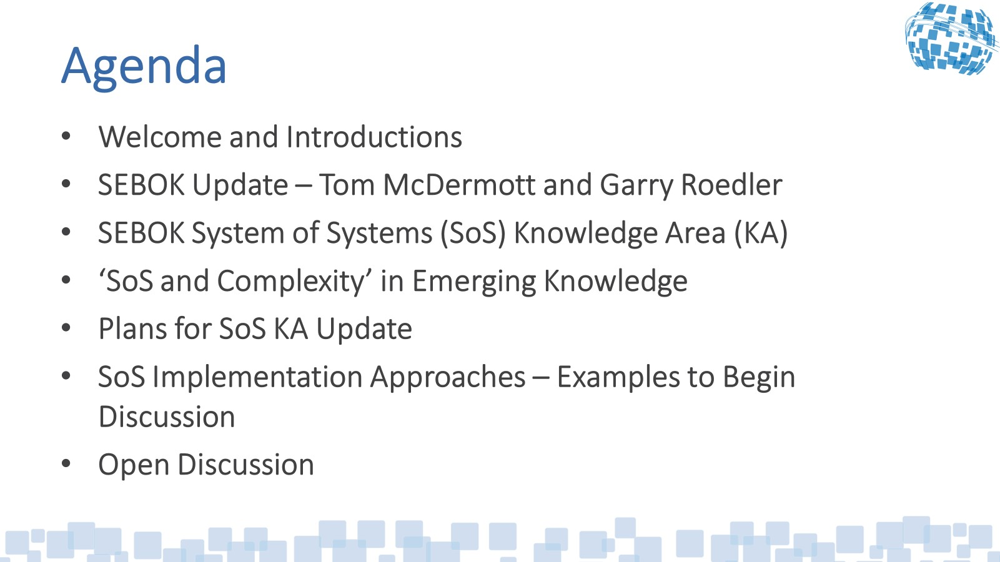 Agenda
• Welcome and Introductions
• SEBOK Update – Tom McDermott and Garry Roedler
• SEBOK System of Systems (SoS) Knowledge Area (KA)
• ‘SoS and Complexity’ in Emerging Knowledge
• Plans for SoS KA Update
• SoS Implementation Approaches – Examples to Begin
Discussion
• Open Discussion